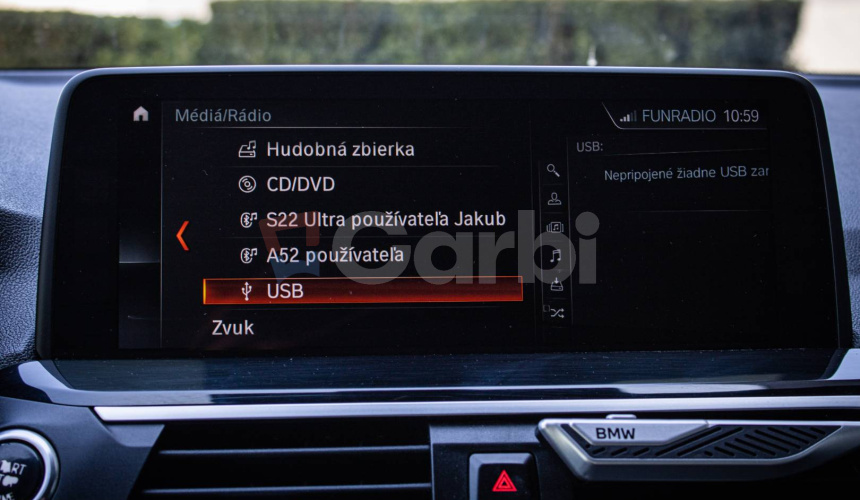 Médiá/Rádio
FUNRADIO 10:59
Hudobná zbierka
CD/DVD
S22 Ultra používateľa Jakub
A52 používateľa
USB
Zvuk
USB:
Nepripojené žiadne USB zar
Garbi
BMW